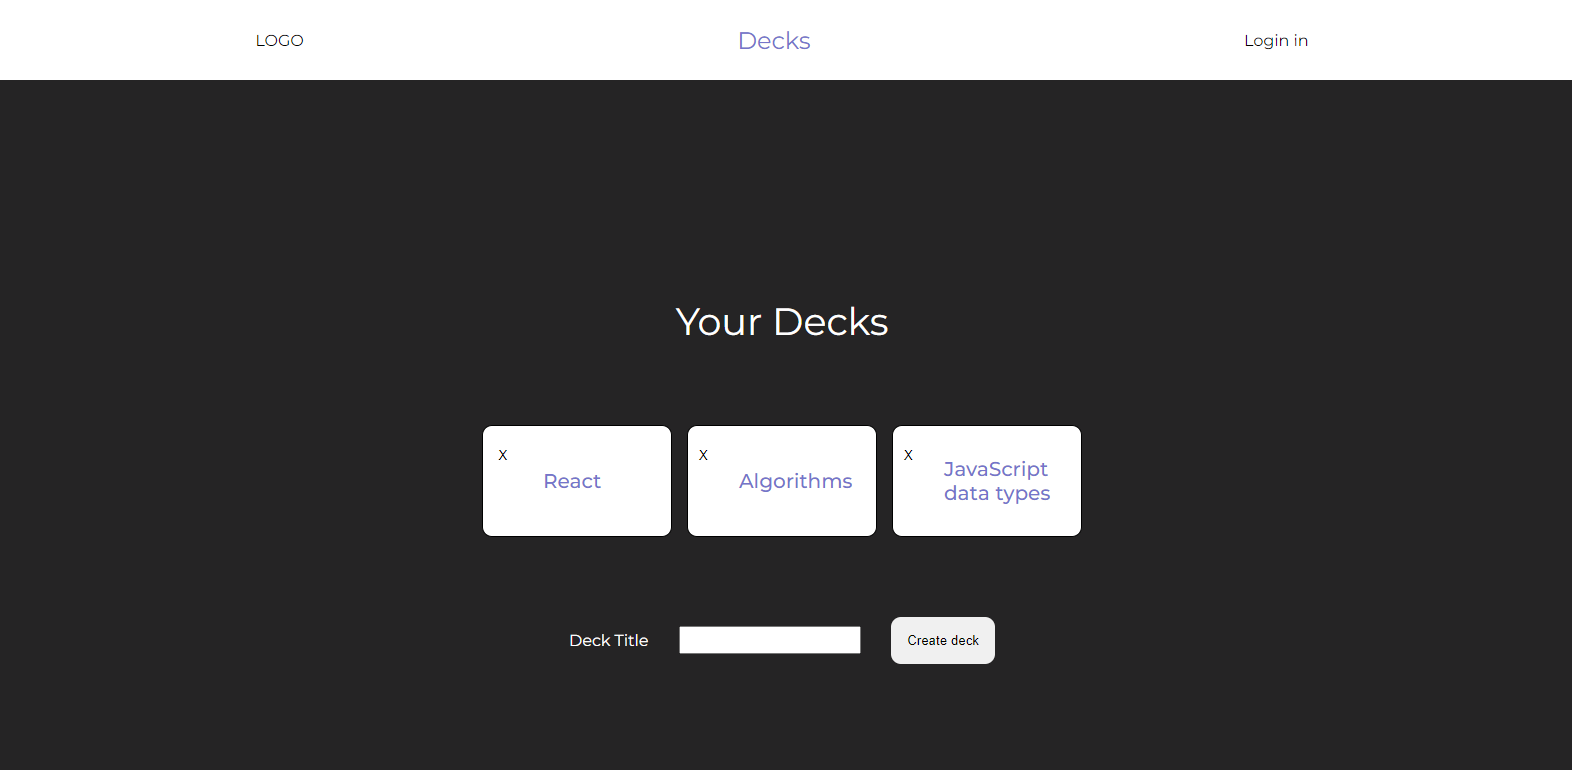 LOGO
Decks
Login in
Your Decks
X
React
X
Algorithms
X
JavaScript
data types
Deck Title
Create deck